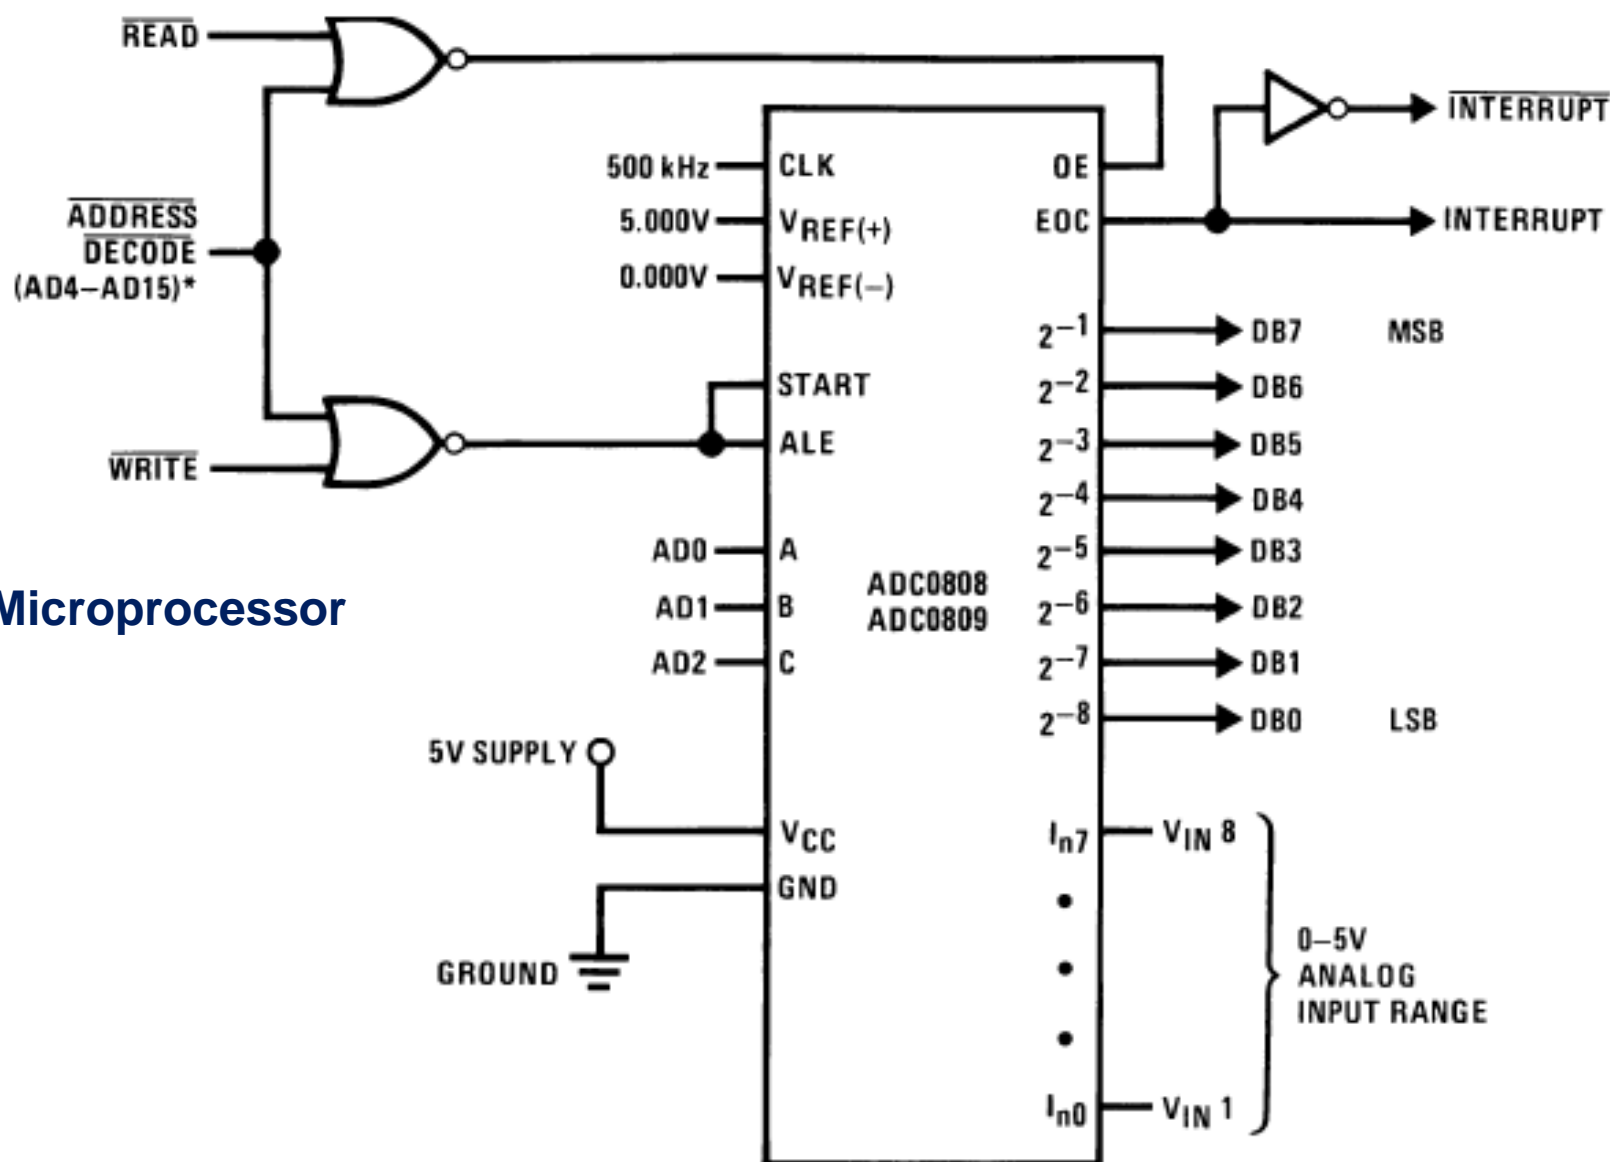 READ
ADDRESS
DECODE
(AD4–AD15)*
WRITE
Microprocessor
500 kHz
5.000V
0.000V
AD0
AD1
AD2
5V SUPPLY
GROUND
CLK
VREF(+)
VREF(−)
START
ALE
A
B
C
VCC
GND
ADC0808
ADC0809
OE
EOC
2−1
2−2
2−3
2−4
2−5
2−6
2−7
2−8
In7
In0
INTERRUPT
INTERRUPT
DB7 MSB
DB6
DB5
DB4
DB3
DB2
DB1
DB0 LSB
VIN 8
VIN 1
0–5V
ANALOG
INPUT RANGE